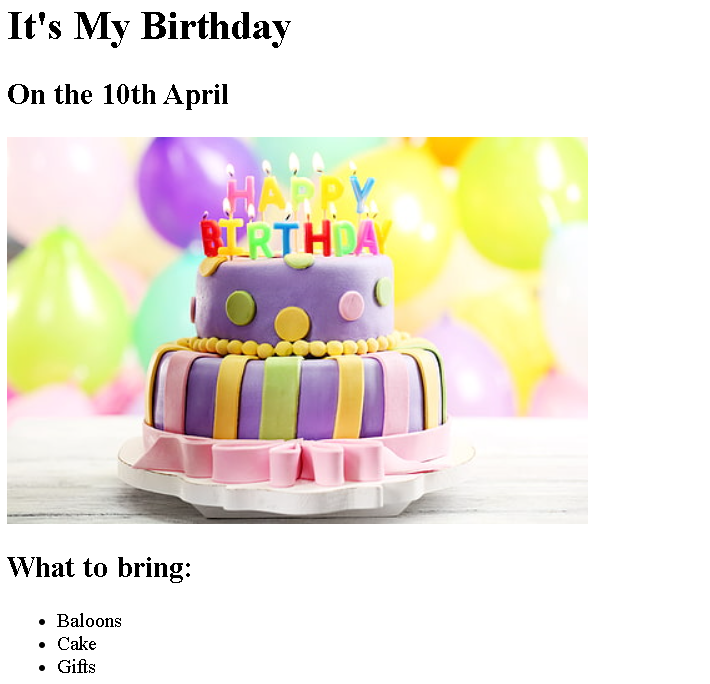 It's My Birthday
On the 10th April
HAPPY
BIRTHDAY
What to bring:
Baloons
Cake
Gifts